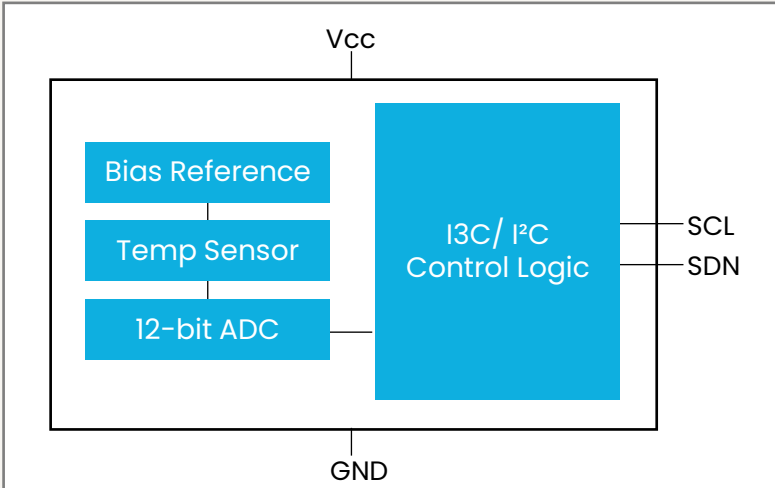 Vcc
Bias Reference
Temp Sensor
12-bit ADC
I3C/ I²C
Control Logic
SCL
SDN
GND